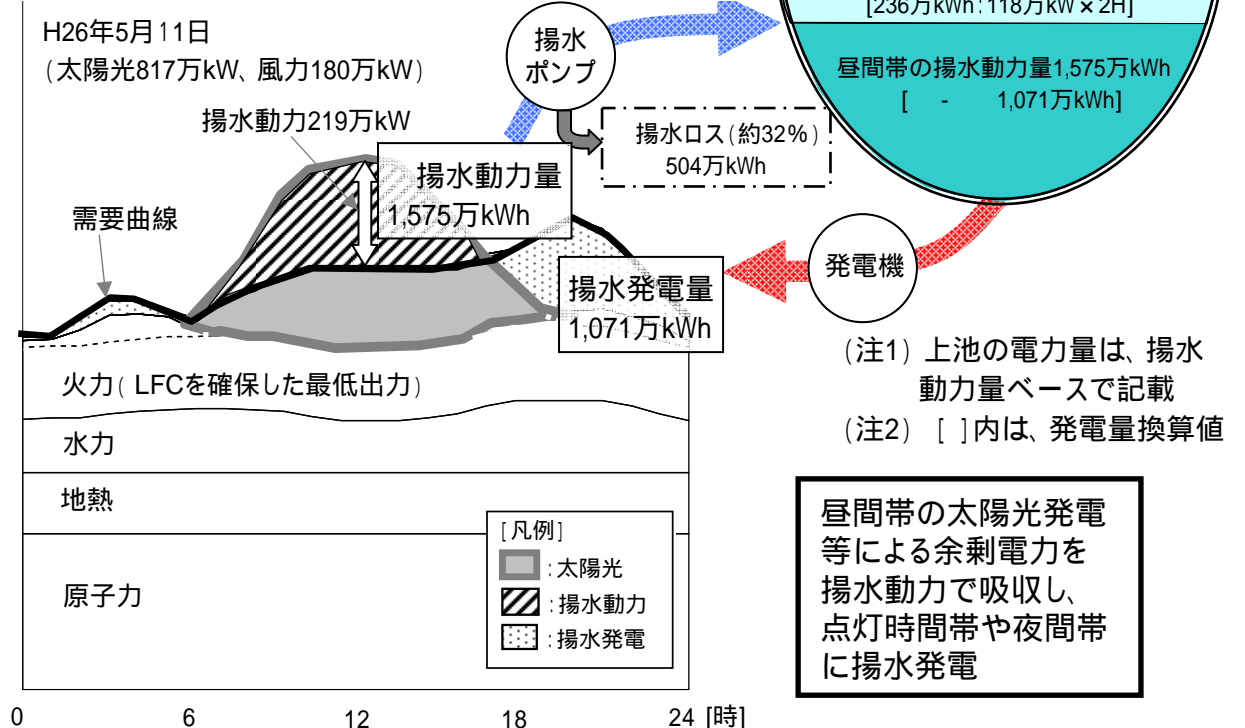 [236万kWh:118万kW×2H]
昼間帯の揚水動力量1,575万kWh
[ - 1,071万kWh]
H26年5月11日
(太陽光817万kW、風力180万kW)
揚水
ポンプ
揚水動力219万kW
揚水ロス(約32%)
504万kWh
揚水動力量
1,575万kWh
需要曲線
発電機
揚水発電量
1,071万kWh
(注1) 上池の電力量は、揚水
動力量ベースで記載
(注2) [ ]内は、発電量換算値
火力(LFCを確保した最低出力)
水力
地熱
原子力
[凡例]
:太陽光
:揚水動力
:揚水発電
昼間帯の太陽光発電
等による余剰電力を
揚水動力で吸収し、
点灯時間帯や夜間帯
に揚水発電
0 6 12 18 24 [時]